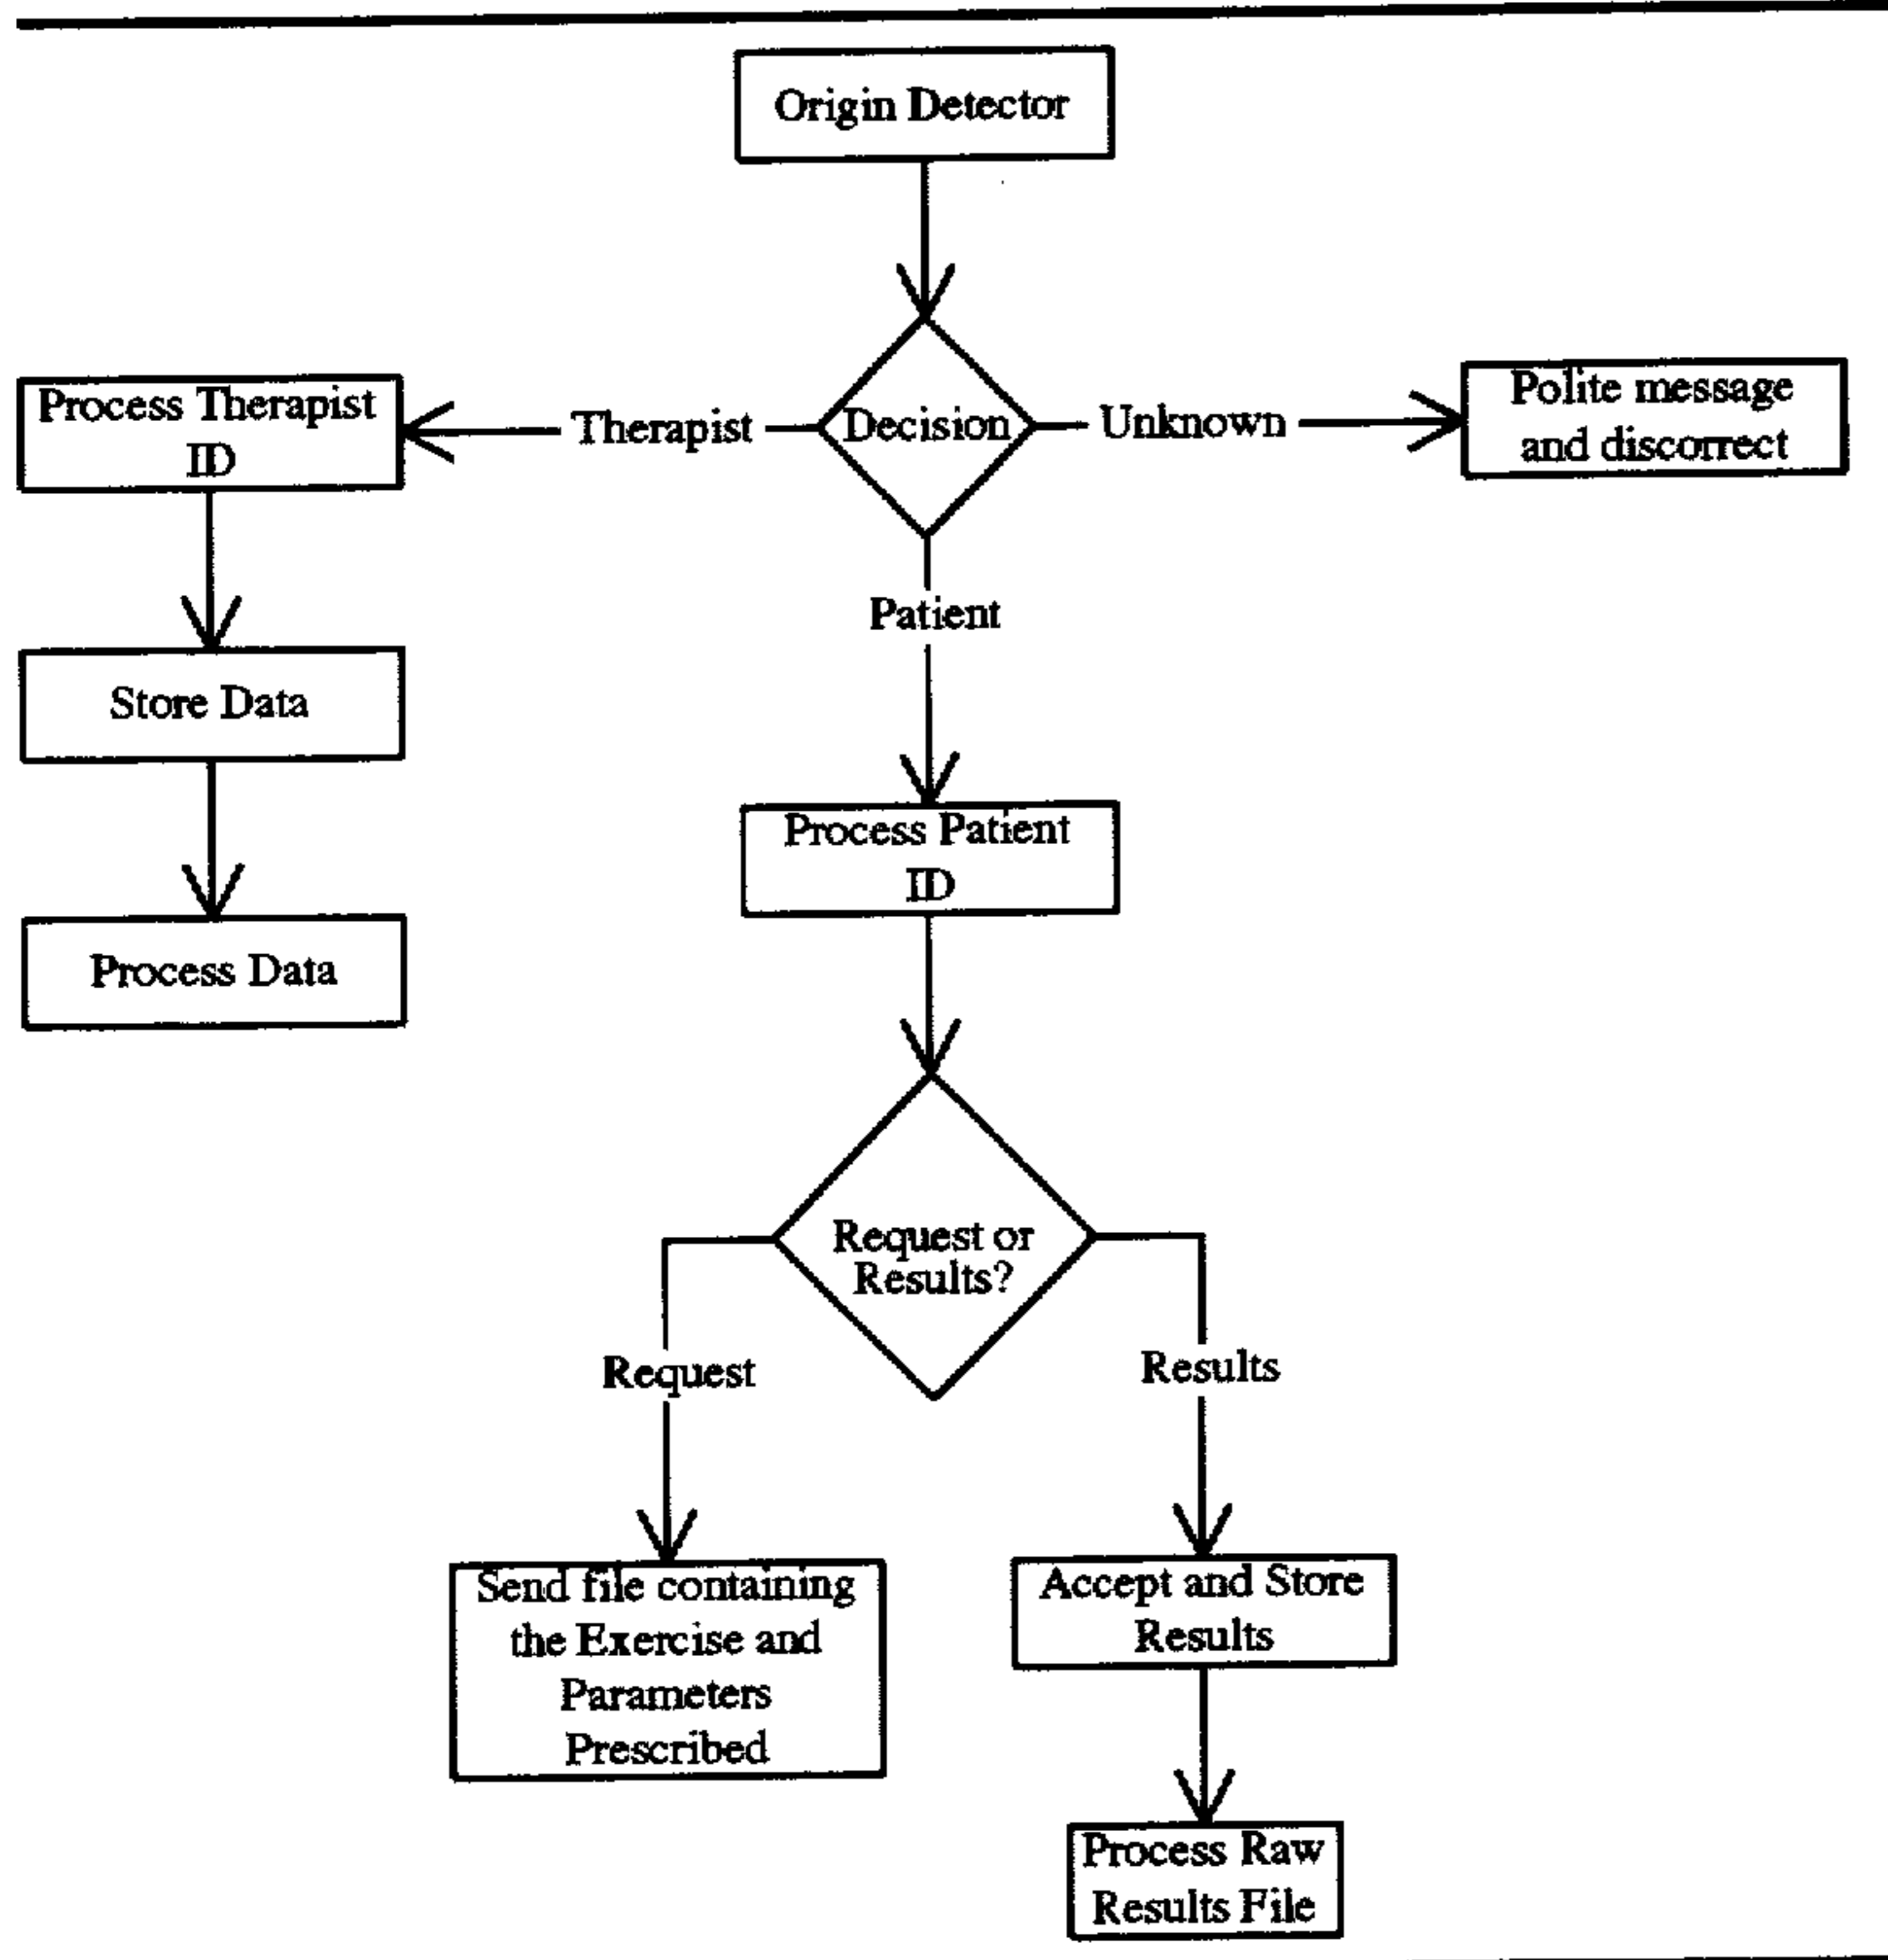 Origin Detector
Process Therapist
ID
Therapist
Decision
Unknown
Polite message
and disconnect
Patient
Store Data
Process Patient
ID
Process Data
Request or
Results?
Request
Results
Send file containing
the Exercise and
Parameters
Prescribed
Accept and Store
Results
Process Raw
Results File